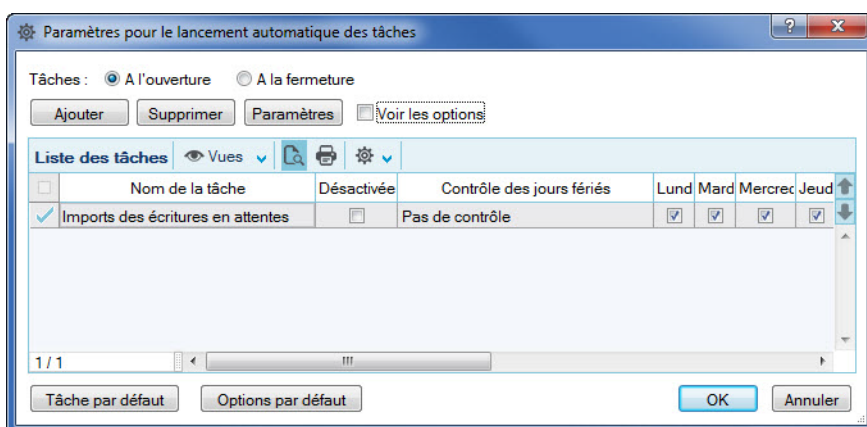 Paramètres pour le lancement automatique des tâches
Tâches : A l'ouverture A la fermeture
Ajouter Supprimer Paramètres Voir les options
Liste des tâches Vues
Nom de la tâche Désactivée Contrôle des jours fériés Lund Mard Mercrec Jeud
Imports des écritures en attentes Pas de contrôle
1 / 1
Tâche par défaut Options par défaut OK Annuler